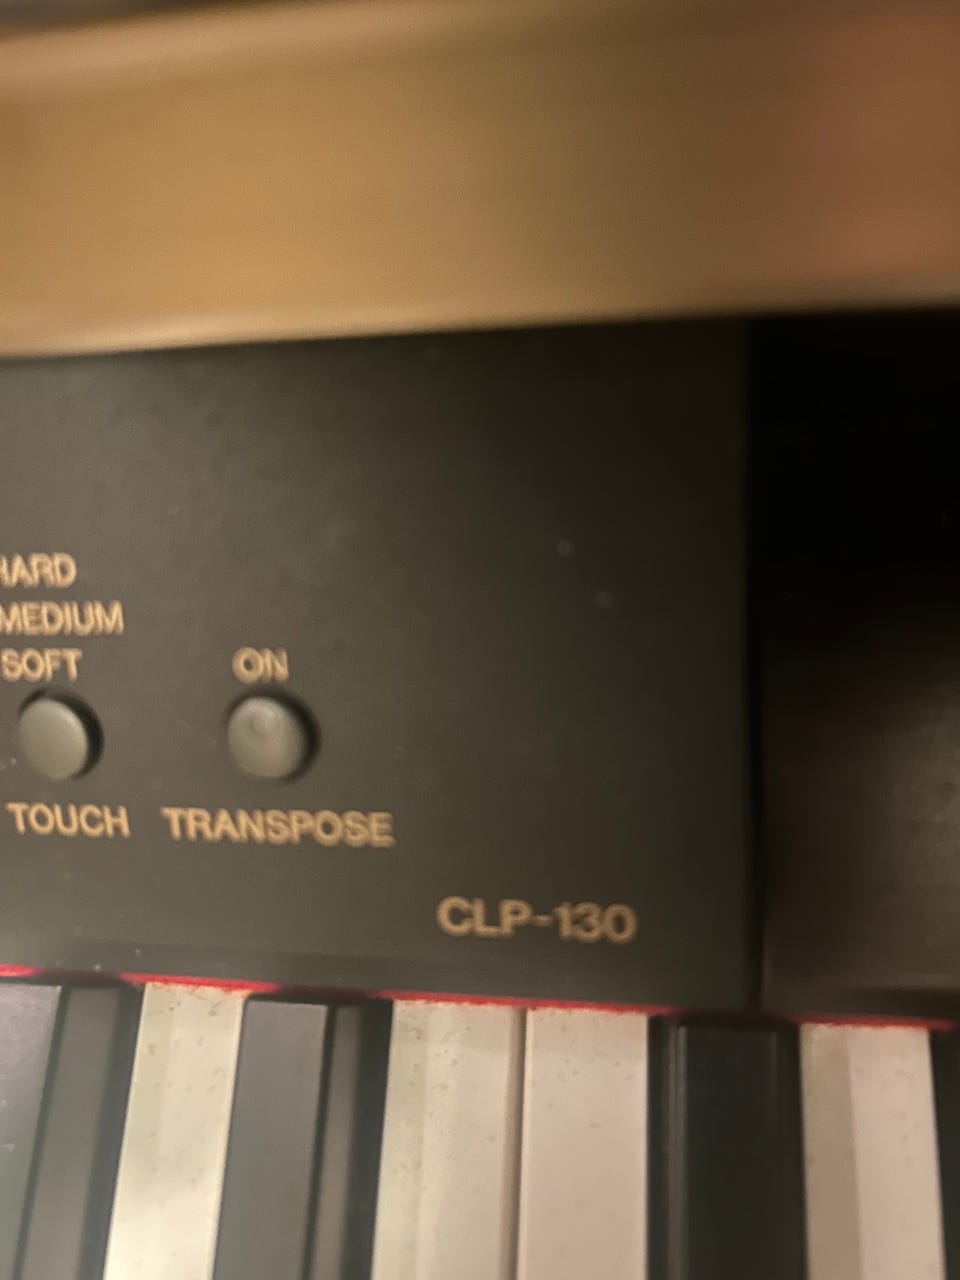 HARD
MEDIUM
SOFT
ON
TOUCH
TRANSPOSE
CLP-130